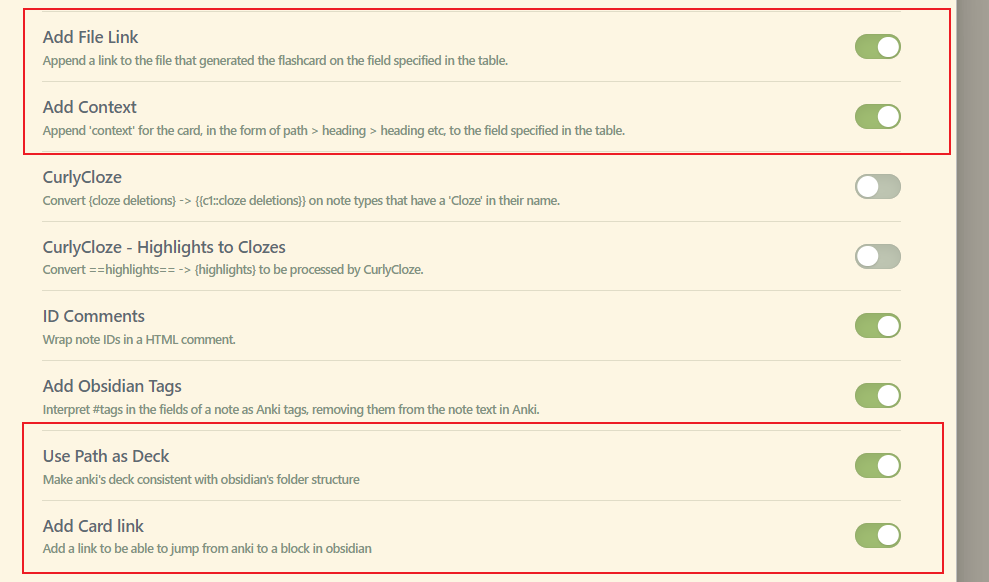 Add File Link
Append a link to the file that generated the flashcard on the field specified in the table.
Add Context
Append 'context' for the card, in the form of path > heading > heading etc, to the field specified in the table.
CurlyCloze
Convert {cloze deletions} -> {{c1::cloze deletions}} on note types that have a 'Cloze' in their name.
CurlyCloze - Highlights to Clozes
Convert ==highlights== -> {highlights} to be processed by CurlyCloze.
ID Comments
Wrap note IDs in a HTML comment.
Add Obsidian Tags
Interpret #tags in the fields of a note as Anki tags, removing them from the note text in Anki.
Use Path as Deck
Make anki's deck consistent with obsidian's folder structure
Add Card link
Add a link to be able to jump from anki to a block in obsidian